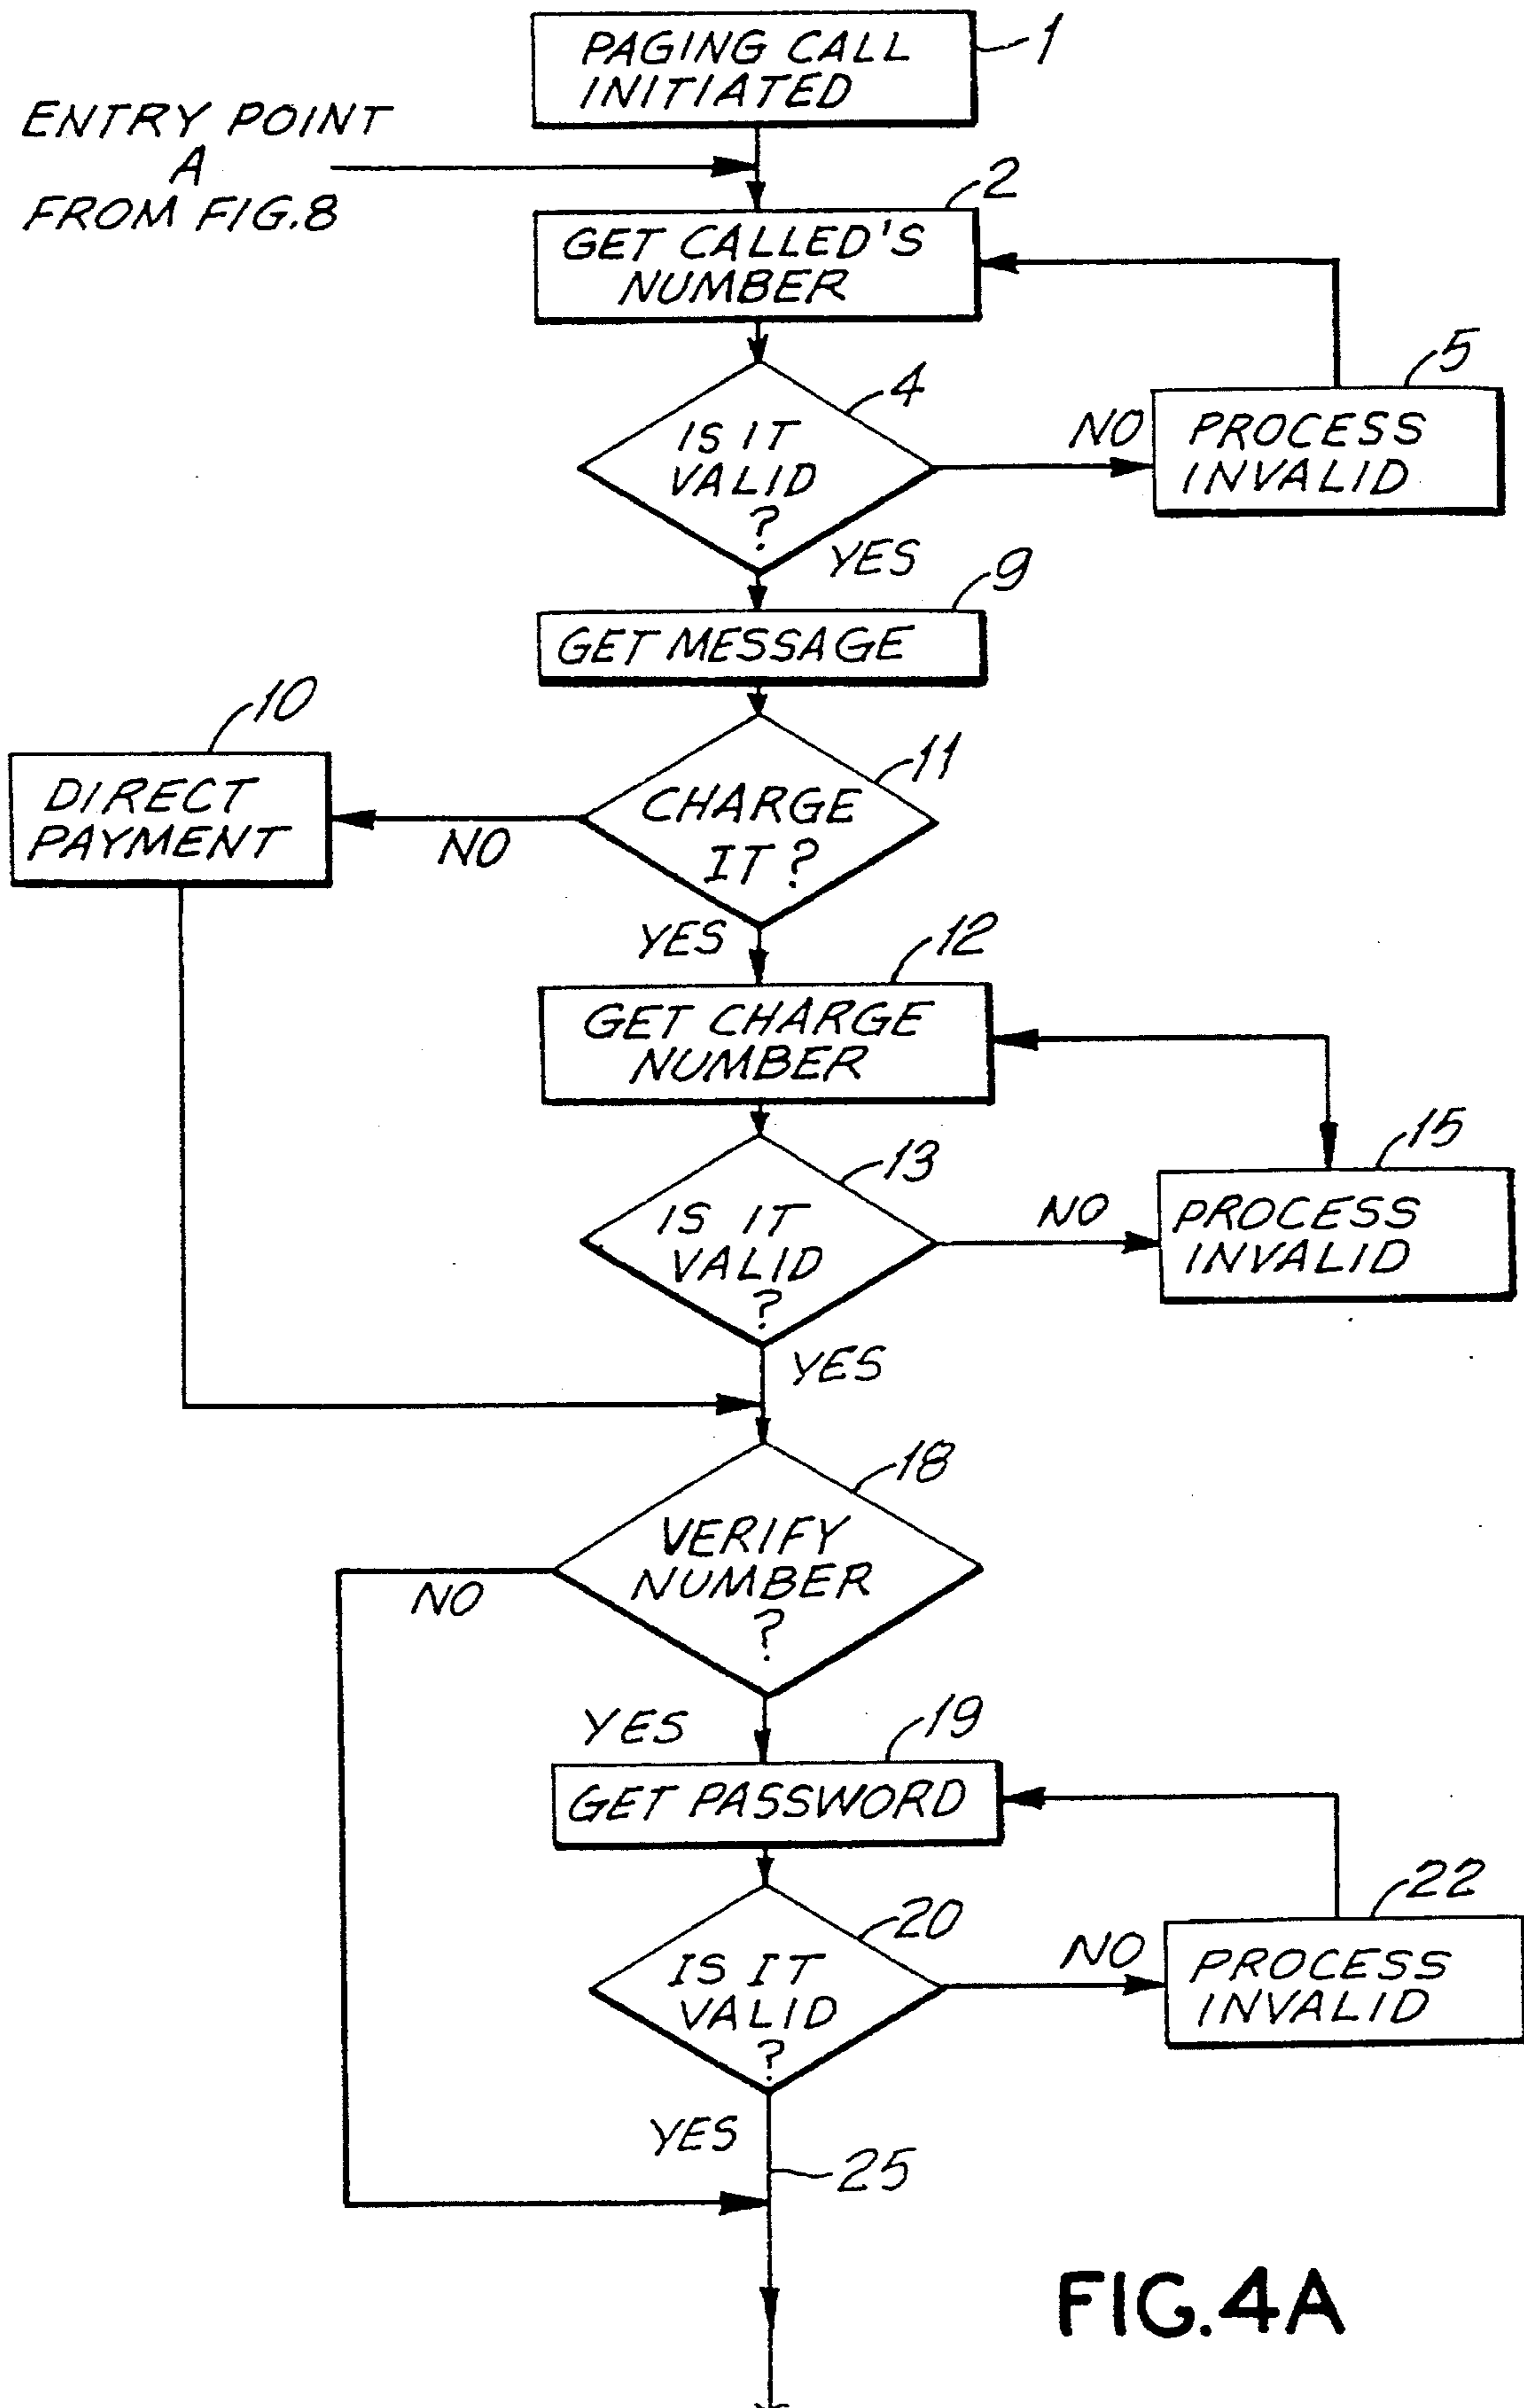 PAGING CALL
INITIATED
1
ENTRY POINT
A
FROM FIG.8
2
GET CALLED'S
NUMBER
4
IS IT
VALID
?
NO
5
PROCESS
INVALID
YES
9
GET MESSAGE
10
DIRECT
PAYMENT
NO
11
CHARGE
IT?
YES
12
GET CHARGE
NUMBER
13
IS IT
VALID
?
NO
15
PROCESS
INVALID
YES
18
VERIFY
NUMBER
?
NO
YES
19
GET PASSWORD
20
IS IT
VALID
?
NO
22
PROCESS
INVALID
YES
25
FIG.4A